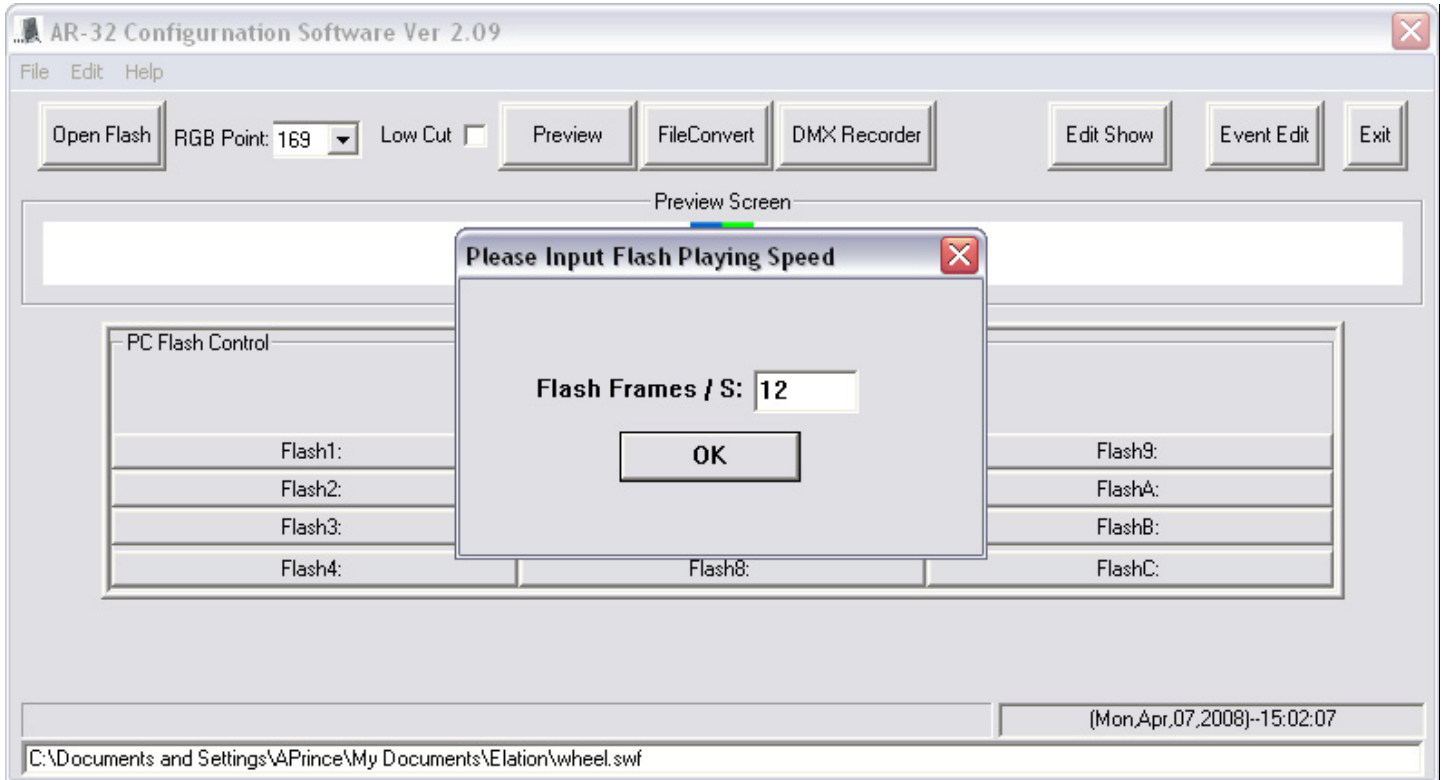 AR-32 Configurnation Software Ver 2.09
File Edit Help
Open Flash RGB Point: 169 Low Cut Preview FileConvert DMX Recorder Edit Show Event Edit Exit
Preview Screen
Please Input Flash Playing Speed
PC Flash Control
Flash Frames / S: 12
OK
Flash1: Flash9:
Flash2: FlashA:
Flash3: FlashB:
Flash4: Flash8: FlashC:
(Mon,Apr,07,2008)--15:02:07
C:\Documents and Settings\APrince\My Documents\Elation\wheel.swf